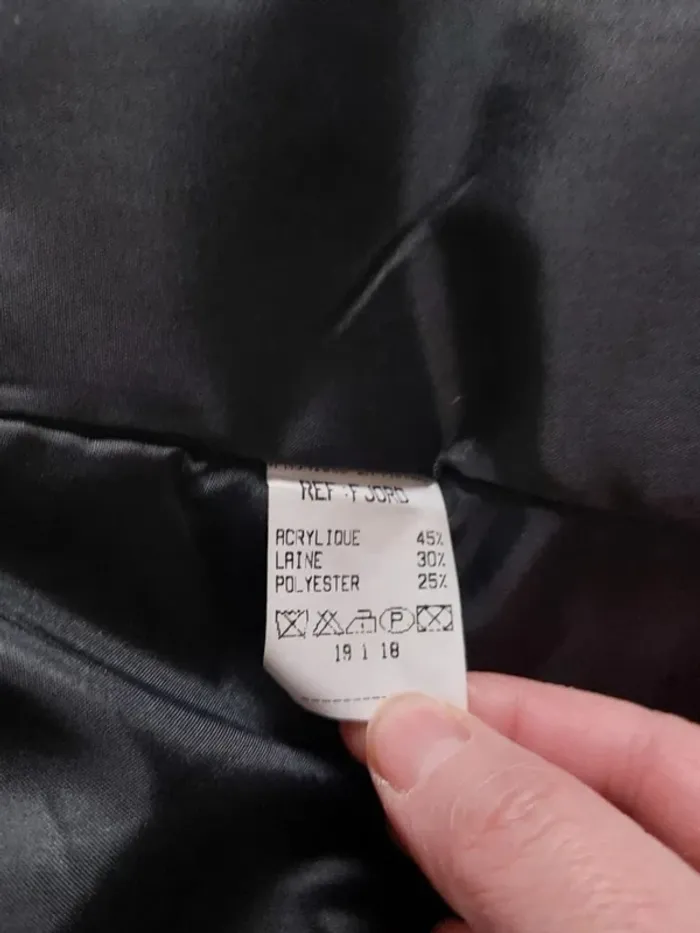 REF :FJORD
ACRYLIQUE 45%
LAINE 30%
POLYESTER 25%
P
19 1 18